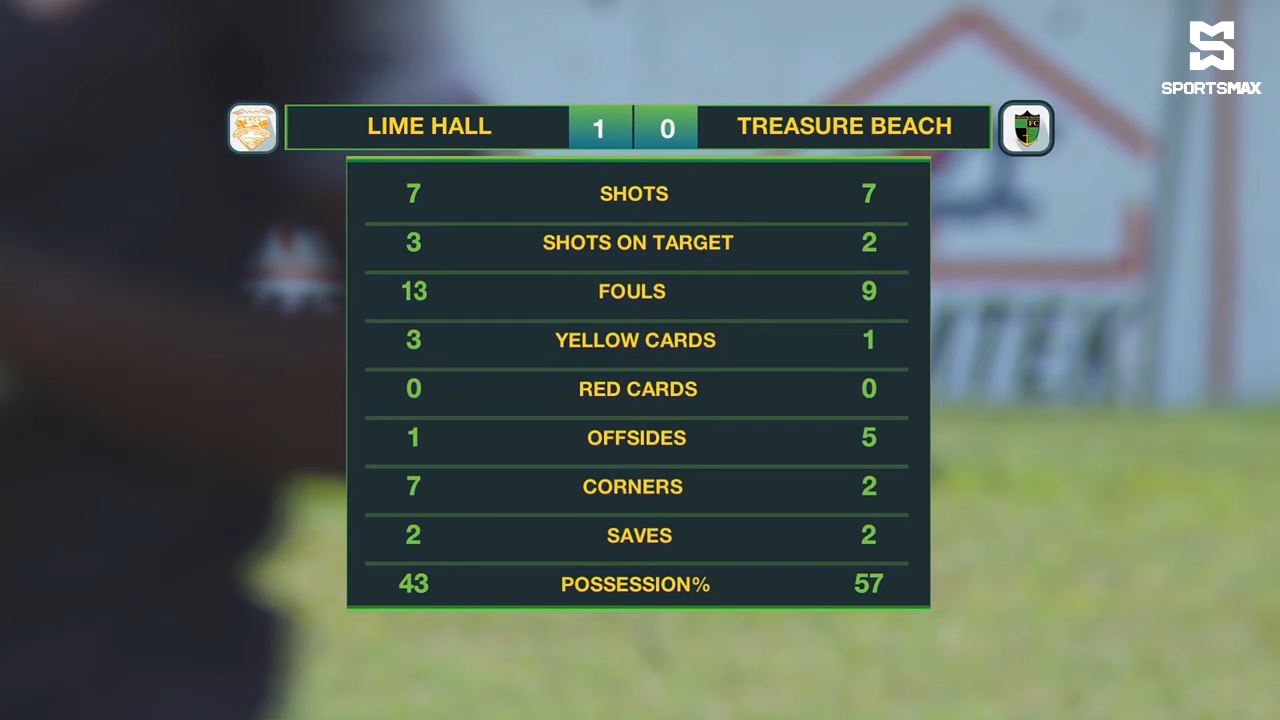 SPORTSMAX
LIME HALL 1 0 TREASURE BEACH
FC
7 SHOTS 7
3 SHOTS ON TARGET 2
13 FOULS 9
3 YELLOW CARDS 1
0 RED CARDS 0
1 OFFSIDES 5
7 CORNERS 2
2 SAVES 2
43 POSSESSION% 57